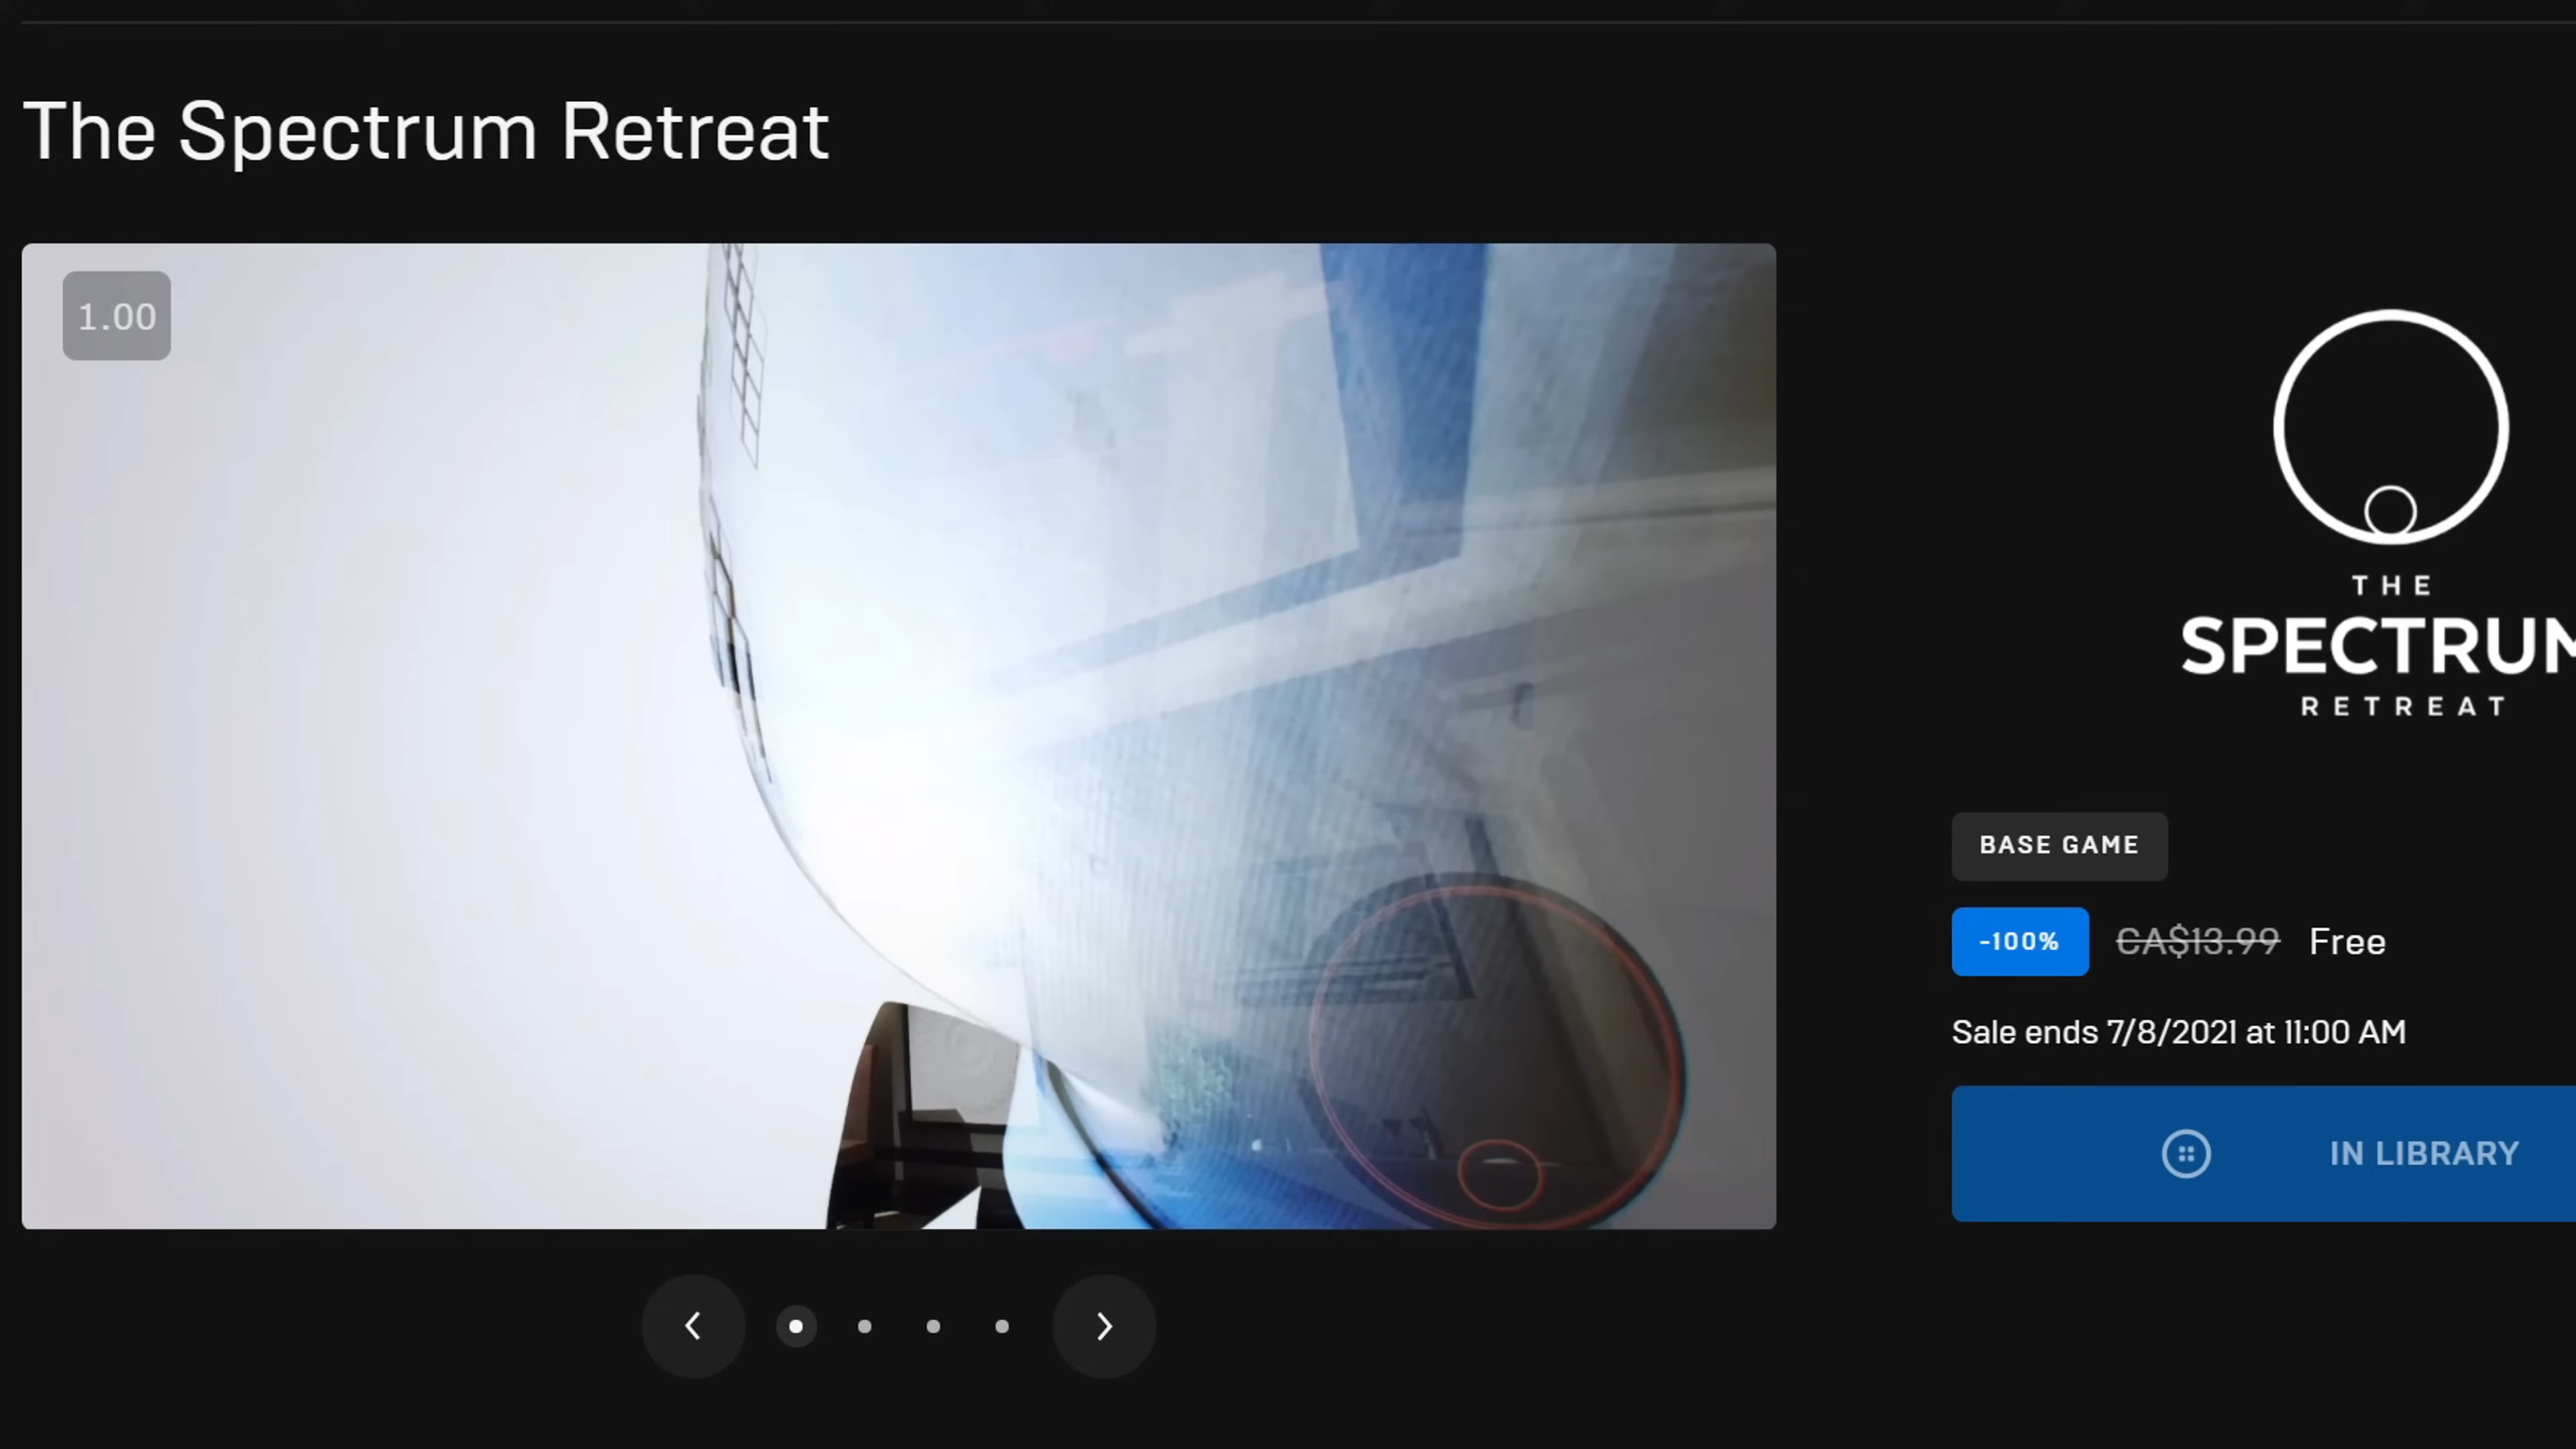 The Spectrum Retreat
1.00
THE
SPECTRUM
RETREAT
BASE GAME
-100% CA$13.99 Free
Sale ends 7/8/2021 at 11:00 AM
IN LIBRARY